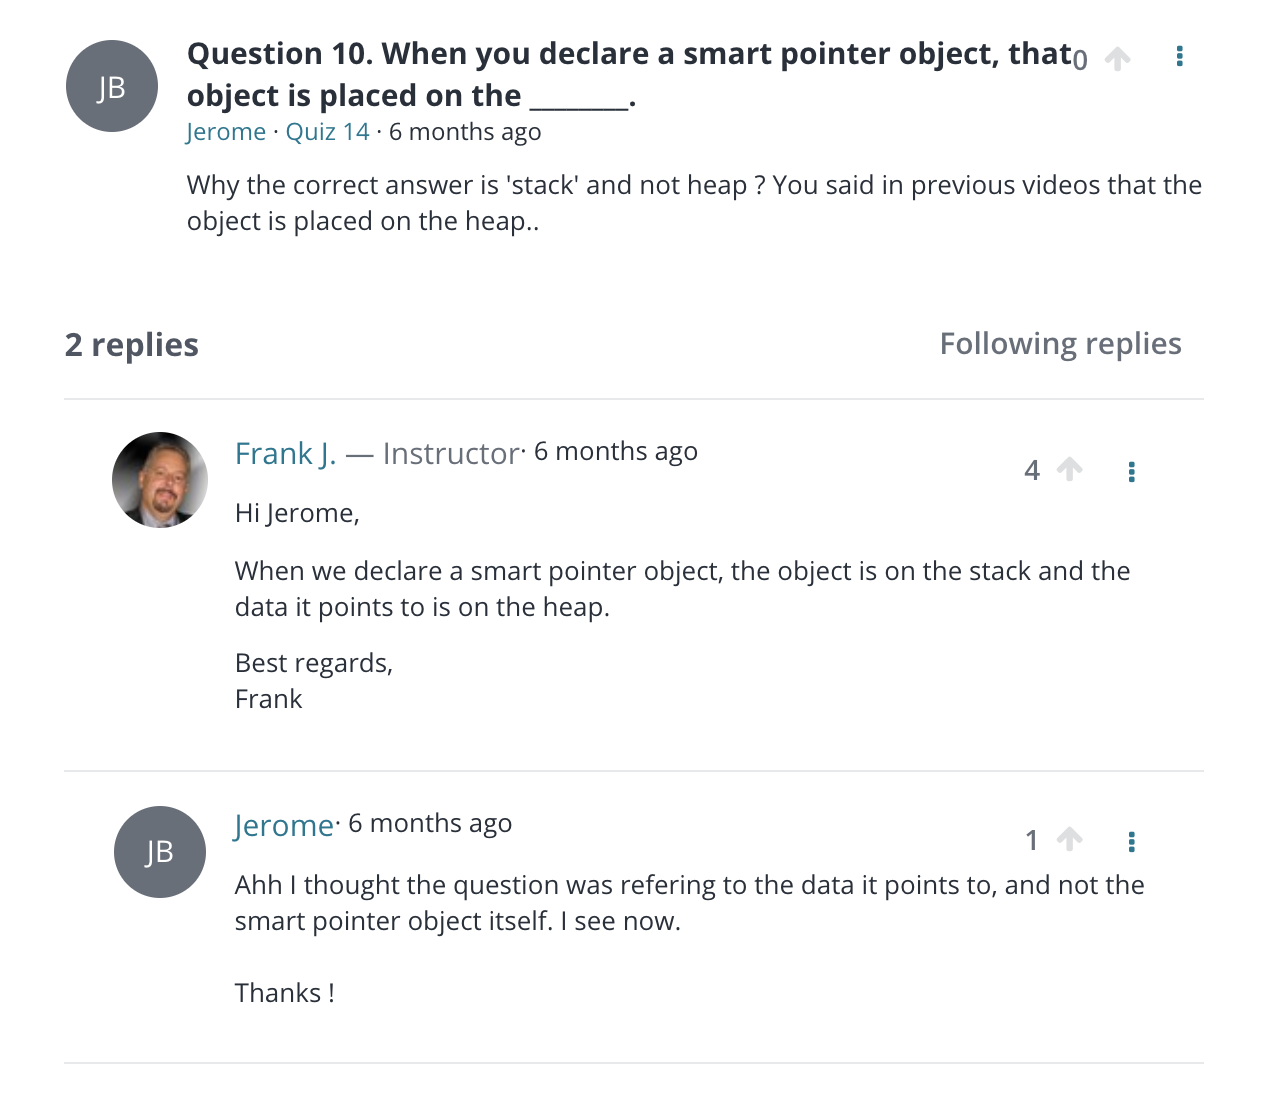 JB
Question 10. When you declare a smart pointer object, that
object is placed on the _______.
0
Jerome · Quiz 14 · 6 months ago
Why the correct answer is 'stack' and not heap ? You said in previous videos that the
object is placed on the heap..
2 replies
Following replies
Frank J. — Instructor· 6 months ago
4
Hi Jerome,
When we declare a smart pointer object, the object is on the stack and the
data it points to is on the heap.
Best regards,
Frank
JB
Jerome· 6 months ago
1
Ahh I thought the question was refering to the data it points to, and not the
smart pointer object itself. I see now.
Thanks !